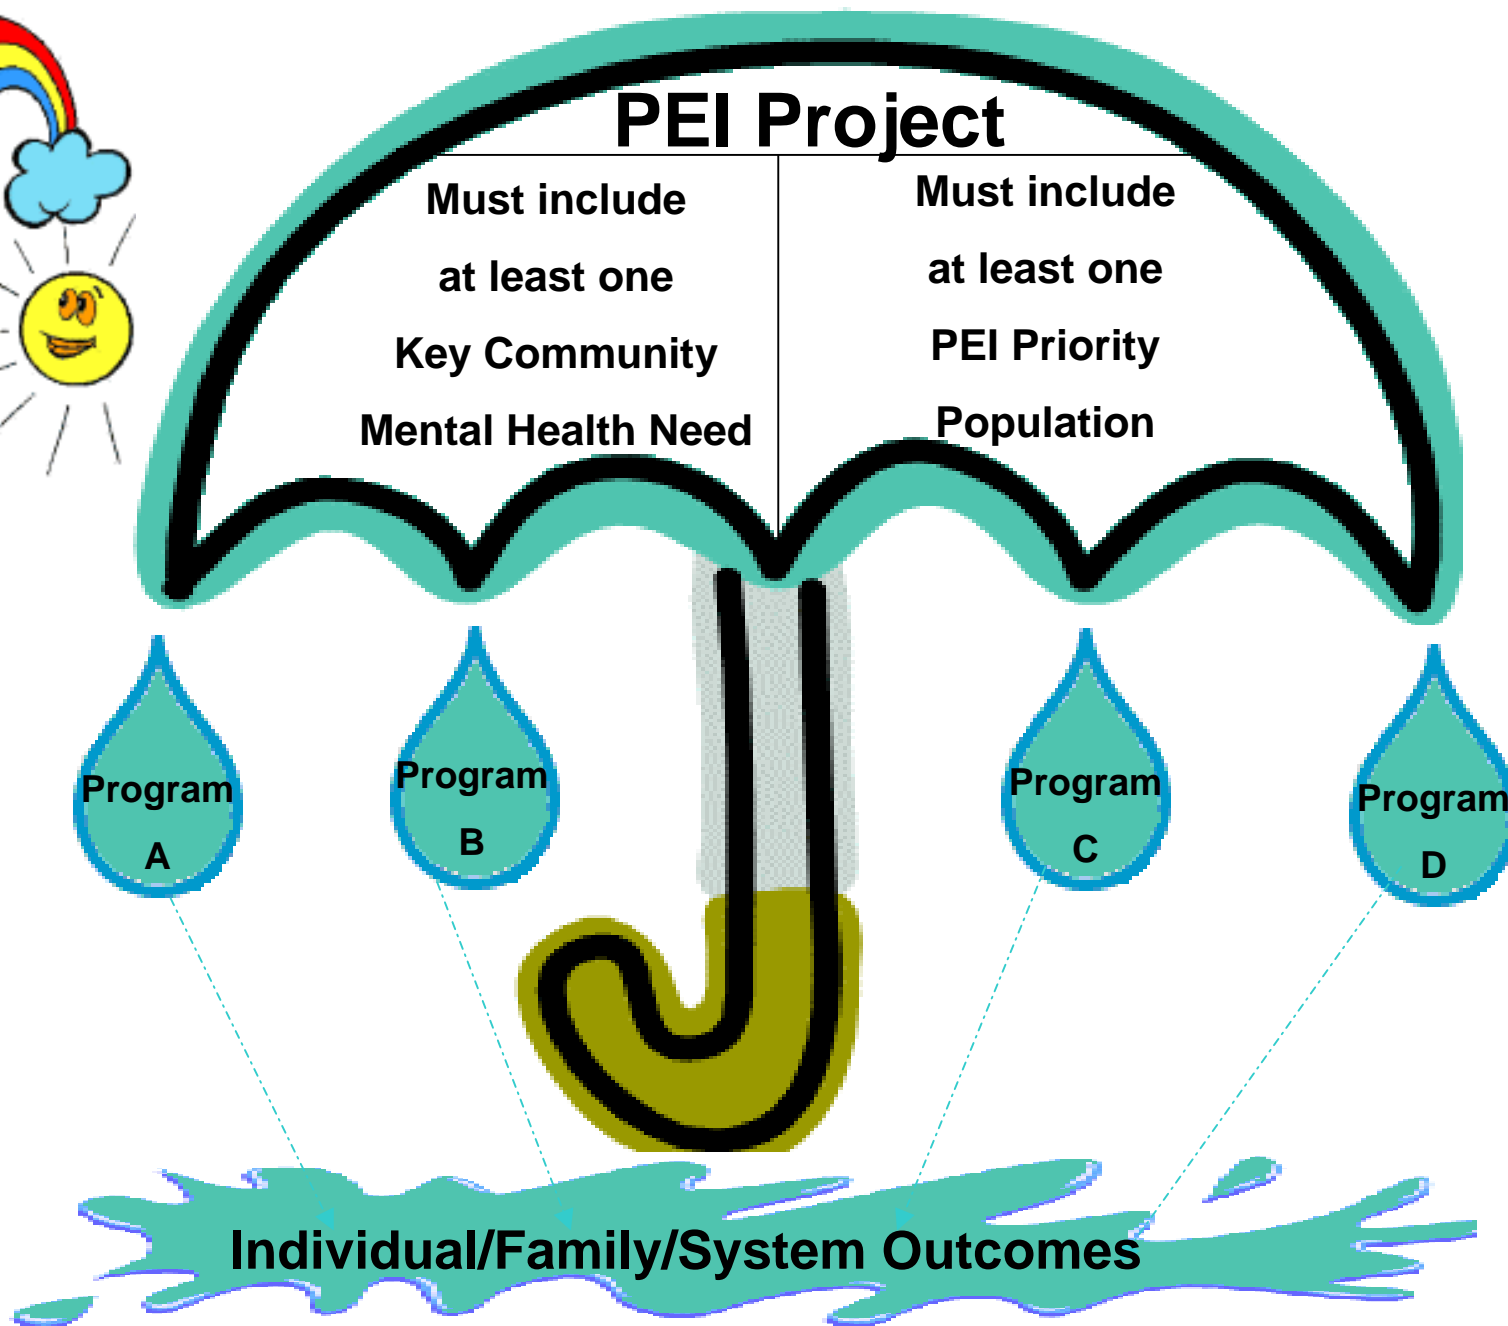 PEI Project
Must include
at least one
Key Community
Mental Health Need
Must include
at least one
PEI Priority
Population
Program
A
Program
B
Program
C
Program
D
Individual/Family/System Outcomes